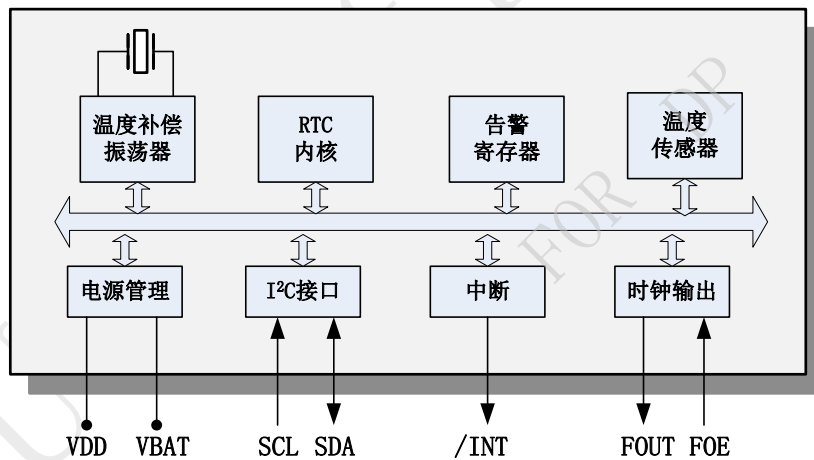 温度补偿
振荡器
RTC
内核
告警
寄存器
温度
传感器
电源管理
I²C接口
中断
时钟输出
VDD VBAT SCL SDA /INT FOUT FOE
FOR DP